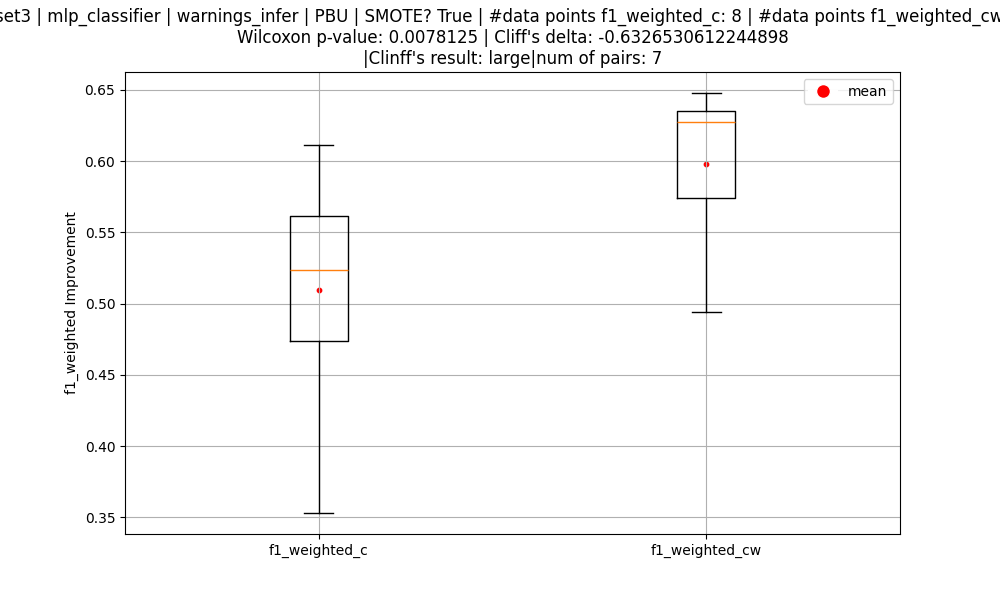 set3 | mlp_classifier | warnings_infer | PBU | SMOTE? True | #data points f1_weighted_c: 8 | #data points f1_weighted_cw
Wilcoxon p-value: 0.0078125 | Cliff's delta: -0.6326530612244898
|Clinff's result: large|num of pairs: 7
mean
f1_weighted Improvement
0.65
0.60
0.55
0.50
0.45
0.40
0.35
f1_weighted_c
f1_weighted_cw